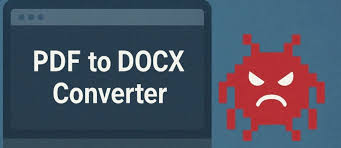 PDF to DOCX
Converter